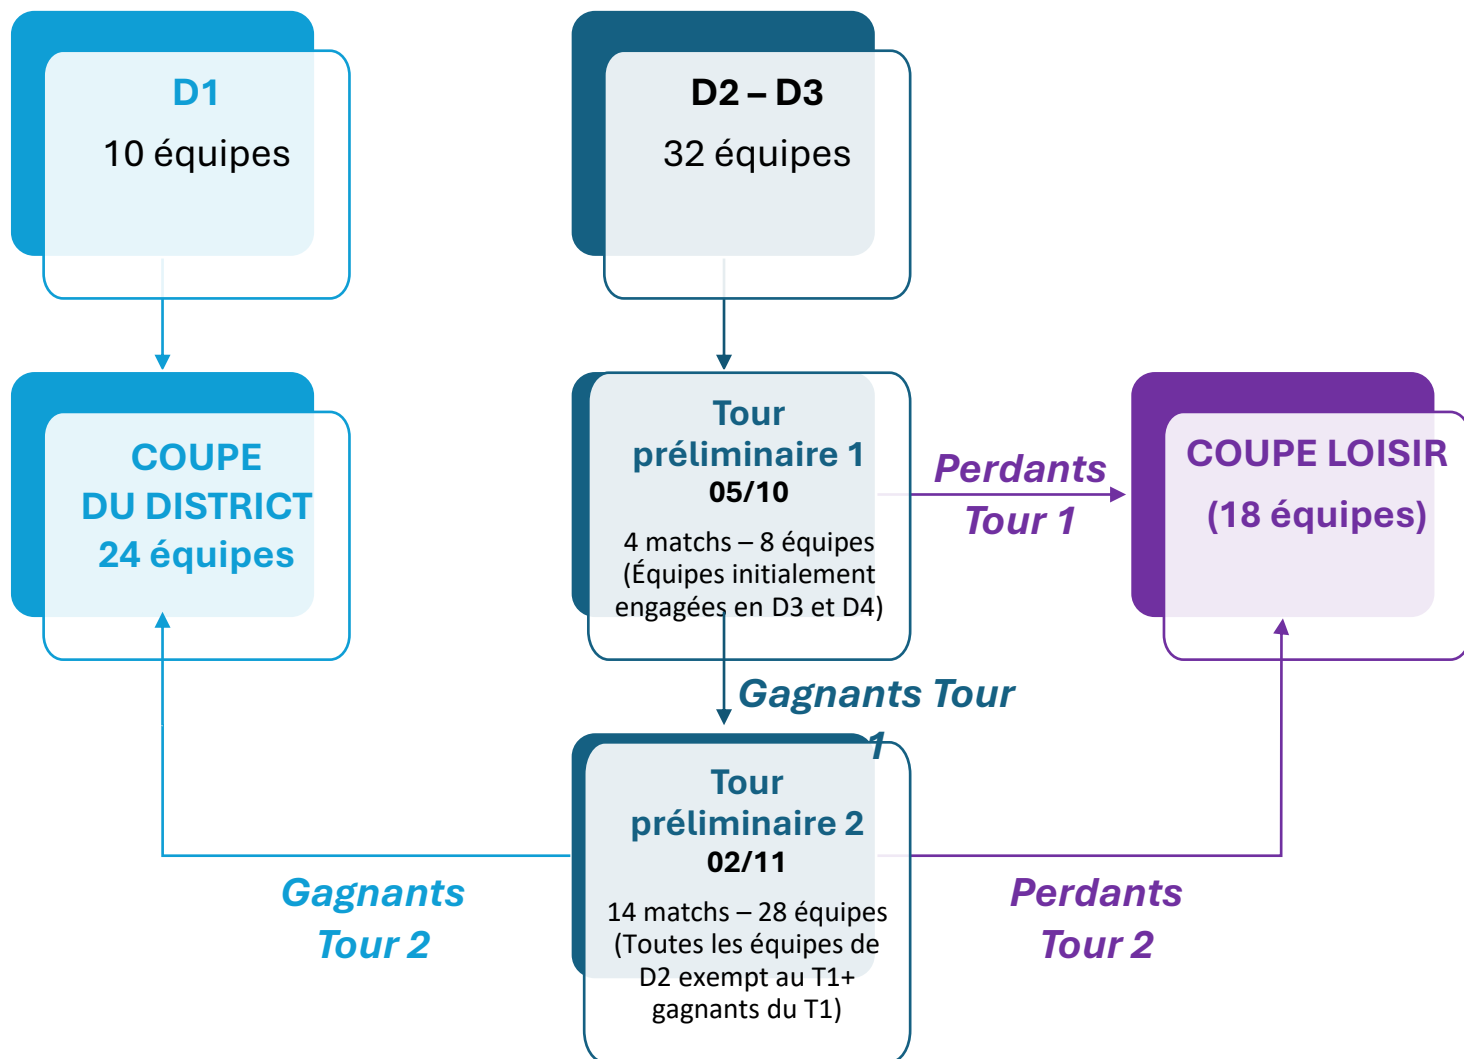 D1
10 équipes
D2 – D3
32 équipes
COUPE
DU DISTRICT
24 équipes
Tour
préliminaire 1
05/10
4 matchs – 8 équipes
(Équipes initialement
engagées en D3 et D4)
Perdants
Tour 1
COUPE LOISIR
(18 équipes)
Gagnants Tour
1
Tour
préliminaire 2
02/11
14 matchs – 28 équipes
(Toutes les équipes de
D2 exempt au T1+
gagnants du T1)
Gagnants
Tour 2
Perdants
Tour 2